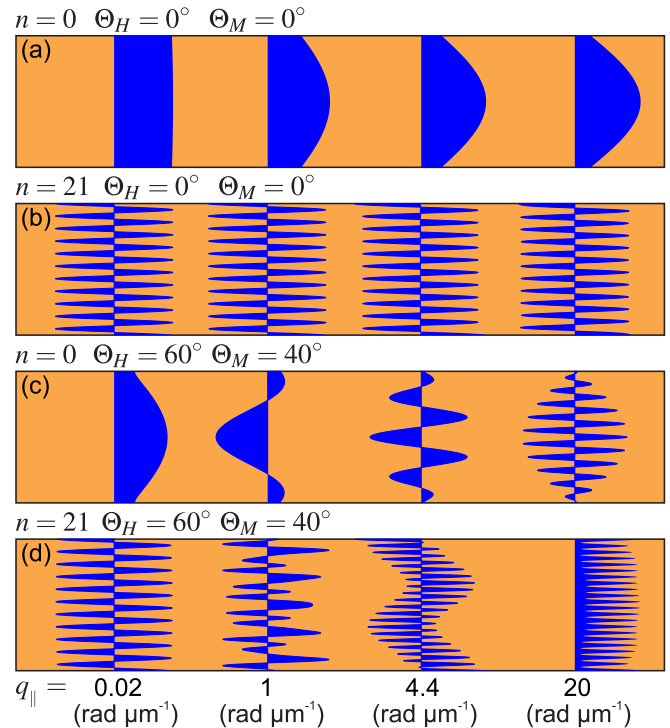 n = 0 Θ_H = 0° Θ_M = 0°
(a)
n = 21 Θ_H = 0° Θ_M = 0°
(b)
n = 0 Θ_H = 60° Θ_M = 40°
(c)
n = 21 Θ_H = 60° Θ_M = 40°
(d)
q_∥ = 0.02 1 4.4 20
(rad µm⁻¹) (rad µm⁻¹) (rad µm⁻¹) (rad µm⁻¹)